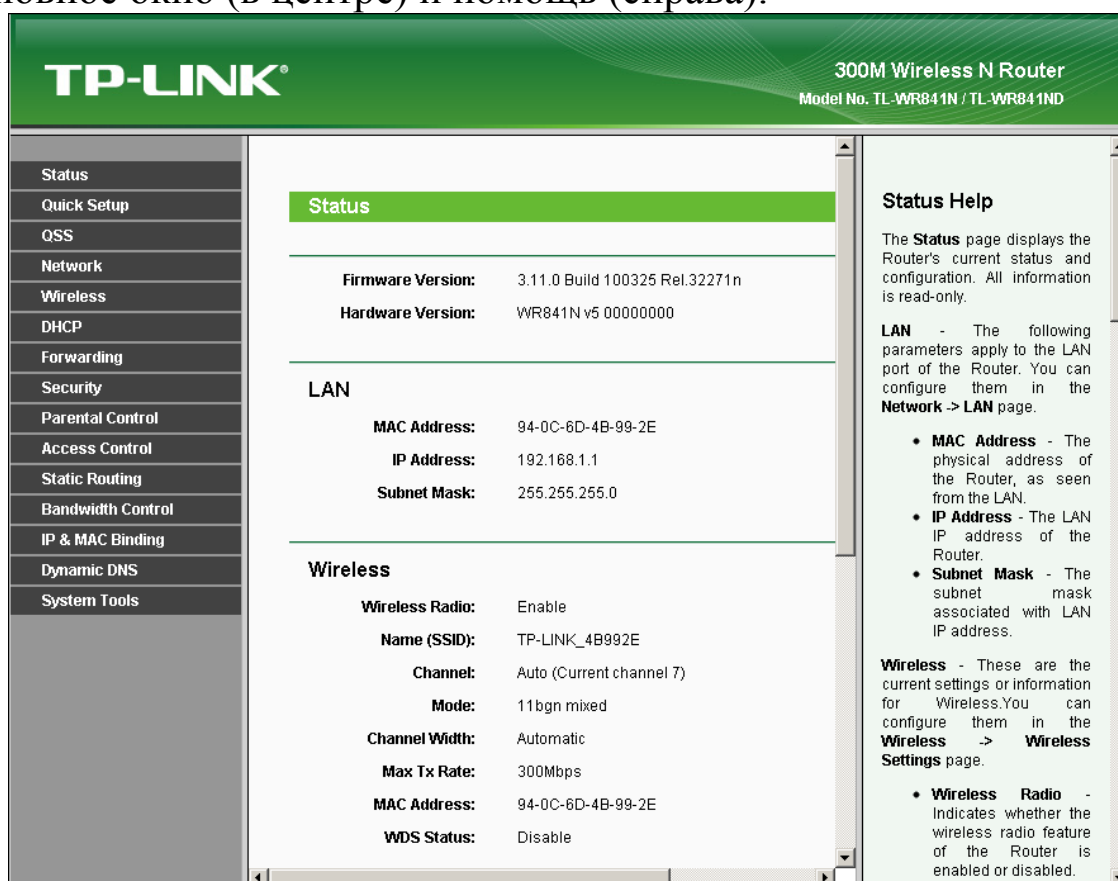 новное окно (в центре) и помощь (справа).
TP-LINK®
300M Wireless N Router
Model No. TL-WR841N / TL-WR841ND
Status
Quick Setup
QSS
Network
Wireless
DHCP
Forwarding
Security
Parental Control
Access Control
Static Routing
Bandwidth Control
IP & MAC Binding
Dynamic DNS
System Tools
Status
Firmware Version: 3.11.0 Build 100325 Rel.32271n
Hardware Version: WR841N v5 00000000
LAN
MAC Address: 94-0C-6D-4B-99-2E
IP Address: 192.168.1.1
Subnet Mask: 255.255.255.0
Wireless
Wireless Radio: Enable
Name (SSID): TP-LINK_4B992E
Channel: Auto (Current channel 7)
Mode: 11bgn mixed
Channel Width: Automatic
Max Tx Rate: 300Mbps
MAC Address: 94-0C-6D-4B-99-2E
WDS Status: Disable
Status Help
The Status page displays the
Router's current status and
configuration. All information
is read-only.
LAN - The following
parameters apply to the LAN
port of the Router. You can
configure them in the
Network -> LAN page.
• MAC Address - The
physical address of
the Router, as seen
from the LAN.
• IP Address - The LAN
IP address of the
Router.
• Subnet Mask - The
subnet mask
associated with LAN
IP address.
Wireless - These are the
current settings or information
for Wireless.You can
configure them in the
Wireless -> Wireless
Settings page.
• Wireless Radio -
Indicates whether the
wireless radio feature
of the Router is
enabled or disabled.